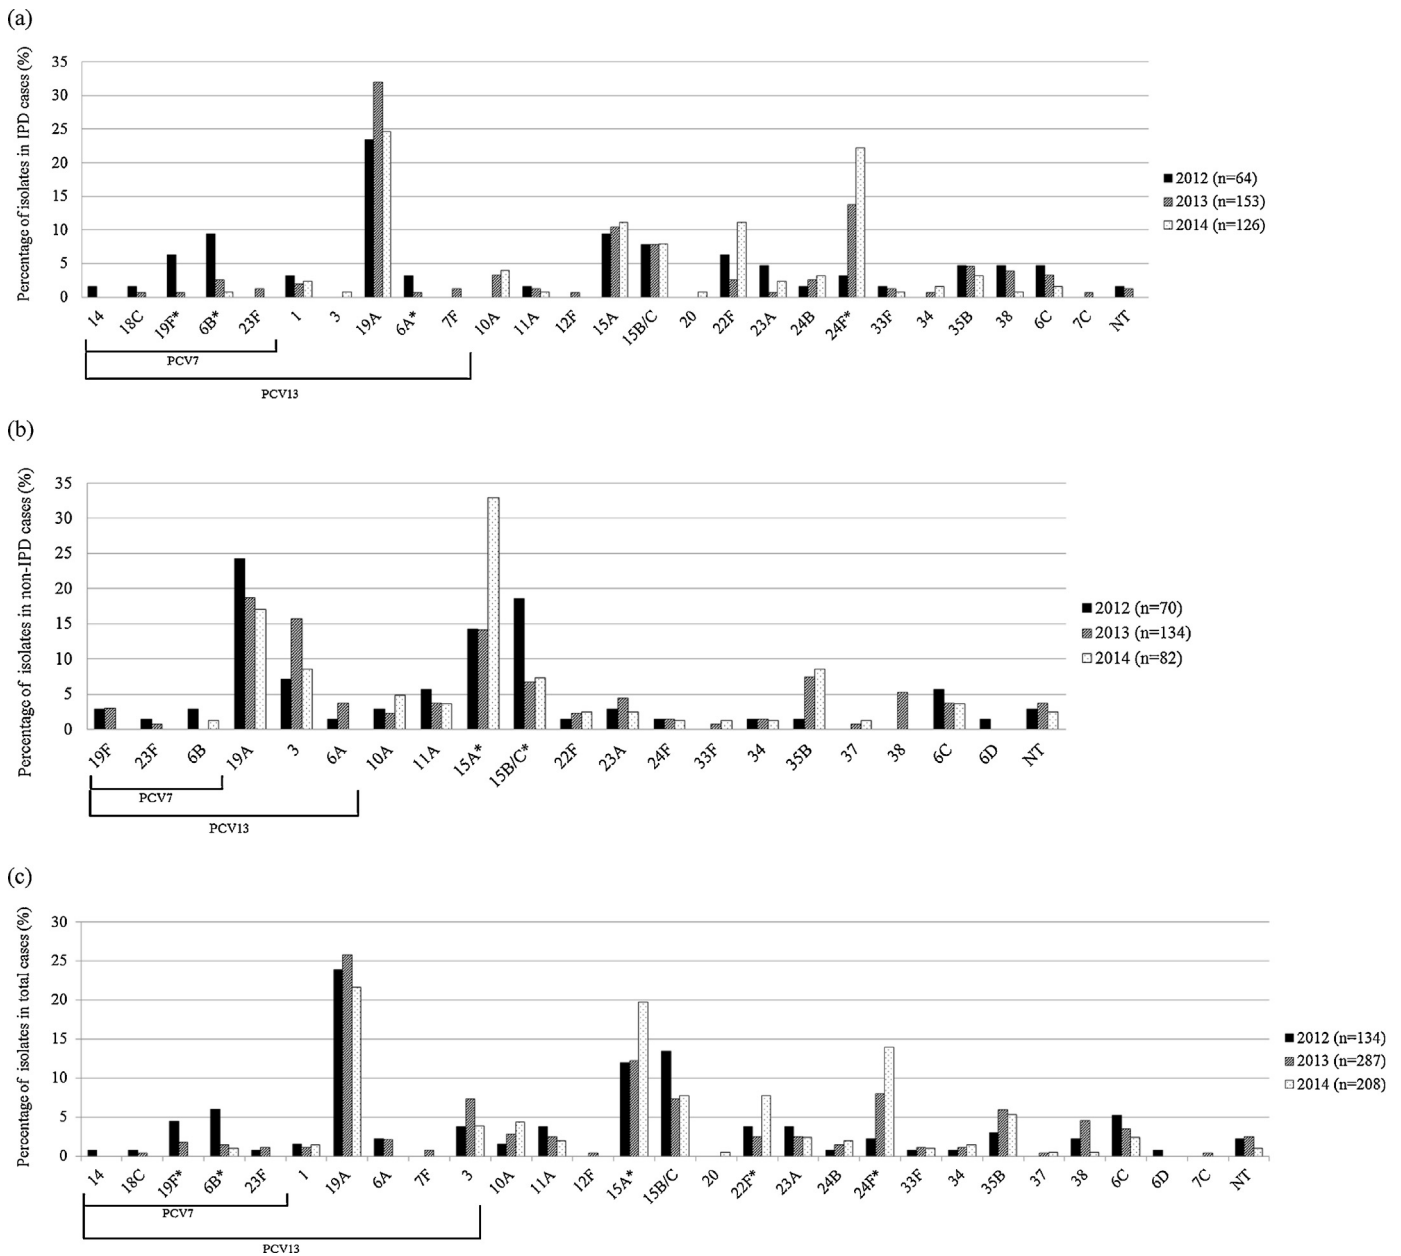 (a)
Percentage of isolates in IPD cases (%)
35
30
25
20
15
10
5
0
14 18C 19F* 6B* 23F 1 3 19A 6A* 7F 10A 11A 12F 15A 15B/C 20 22F 23A 24B 24F* 33F 34 35B 38 6C 7C NT
PCV7
PCV13
2012 (n=64)
2013 (n=153)
2014 (n=126)
(b)
Percentage of isolates in non-IPD cases (%)
35
30
25
20
15
10
5
0
19F 23F 6B 19A 3 6A 10A 11A 15A* 15B/C* 22F 23A 24F 33F 34 35B 37 38 6C 6D NT
PCV7
PCV13
2012 (n=70)
2013 (n=134)
2014 (n=82)
(c)
Percentage of isolates in total cases (%)
30
25
20
15
10
5
0
14 18C 19F* 6B* 23F 1 19A 6A 7F 3 10A 11A 12F 15A* 15B/C 20 22F* 23A 24B 24F* 33F 34 35B 37 38 6C 6D 7C NT
PCV7
PCV13
2012 (n=134)
2013 (n=287)
2014 (n=208)